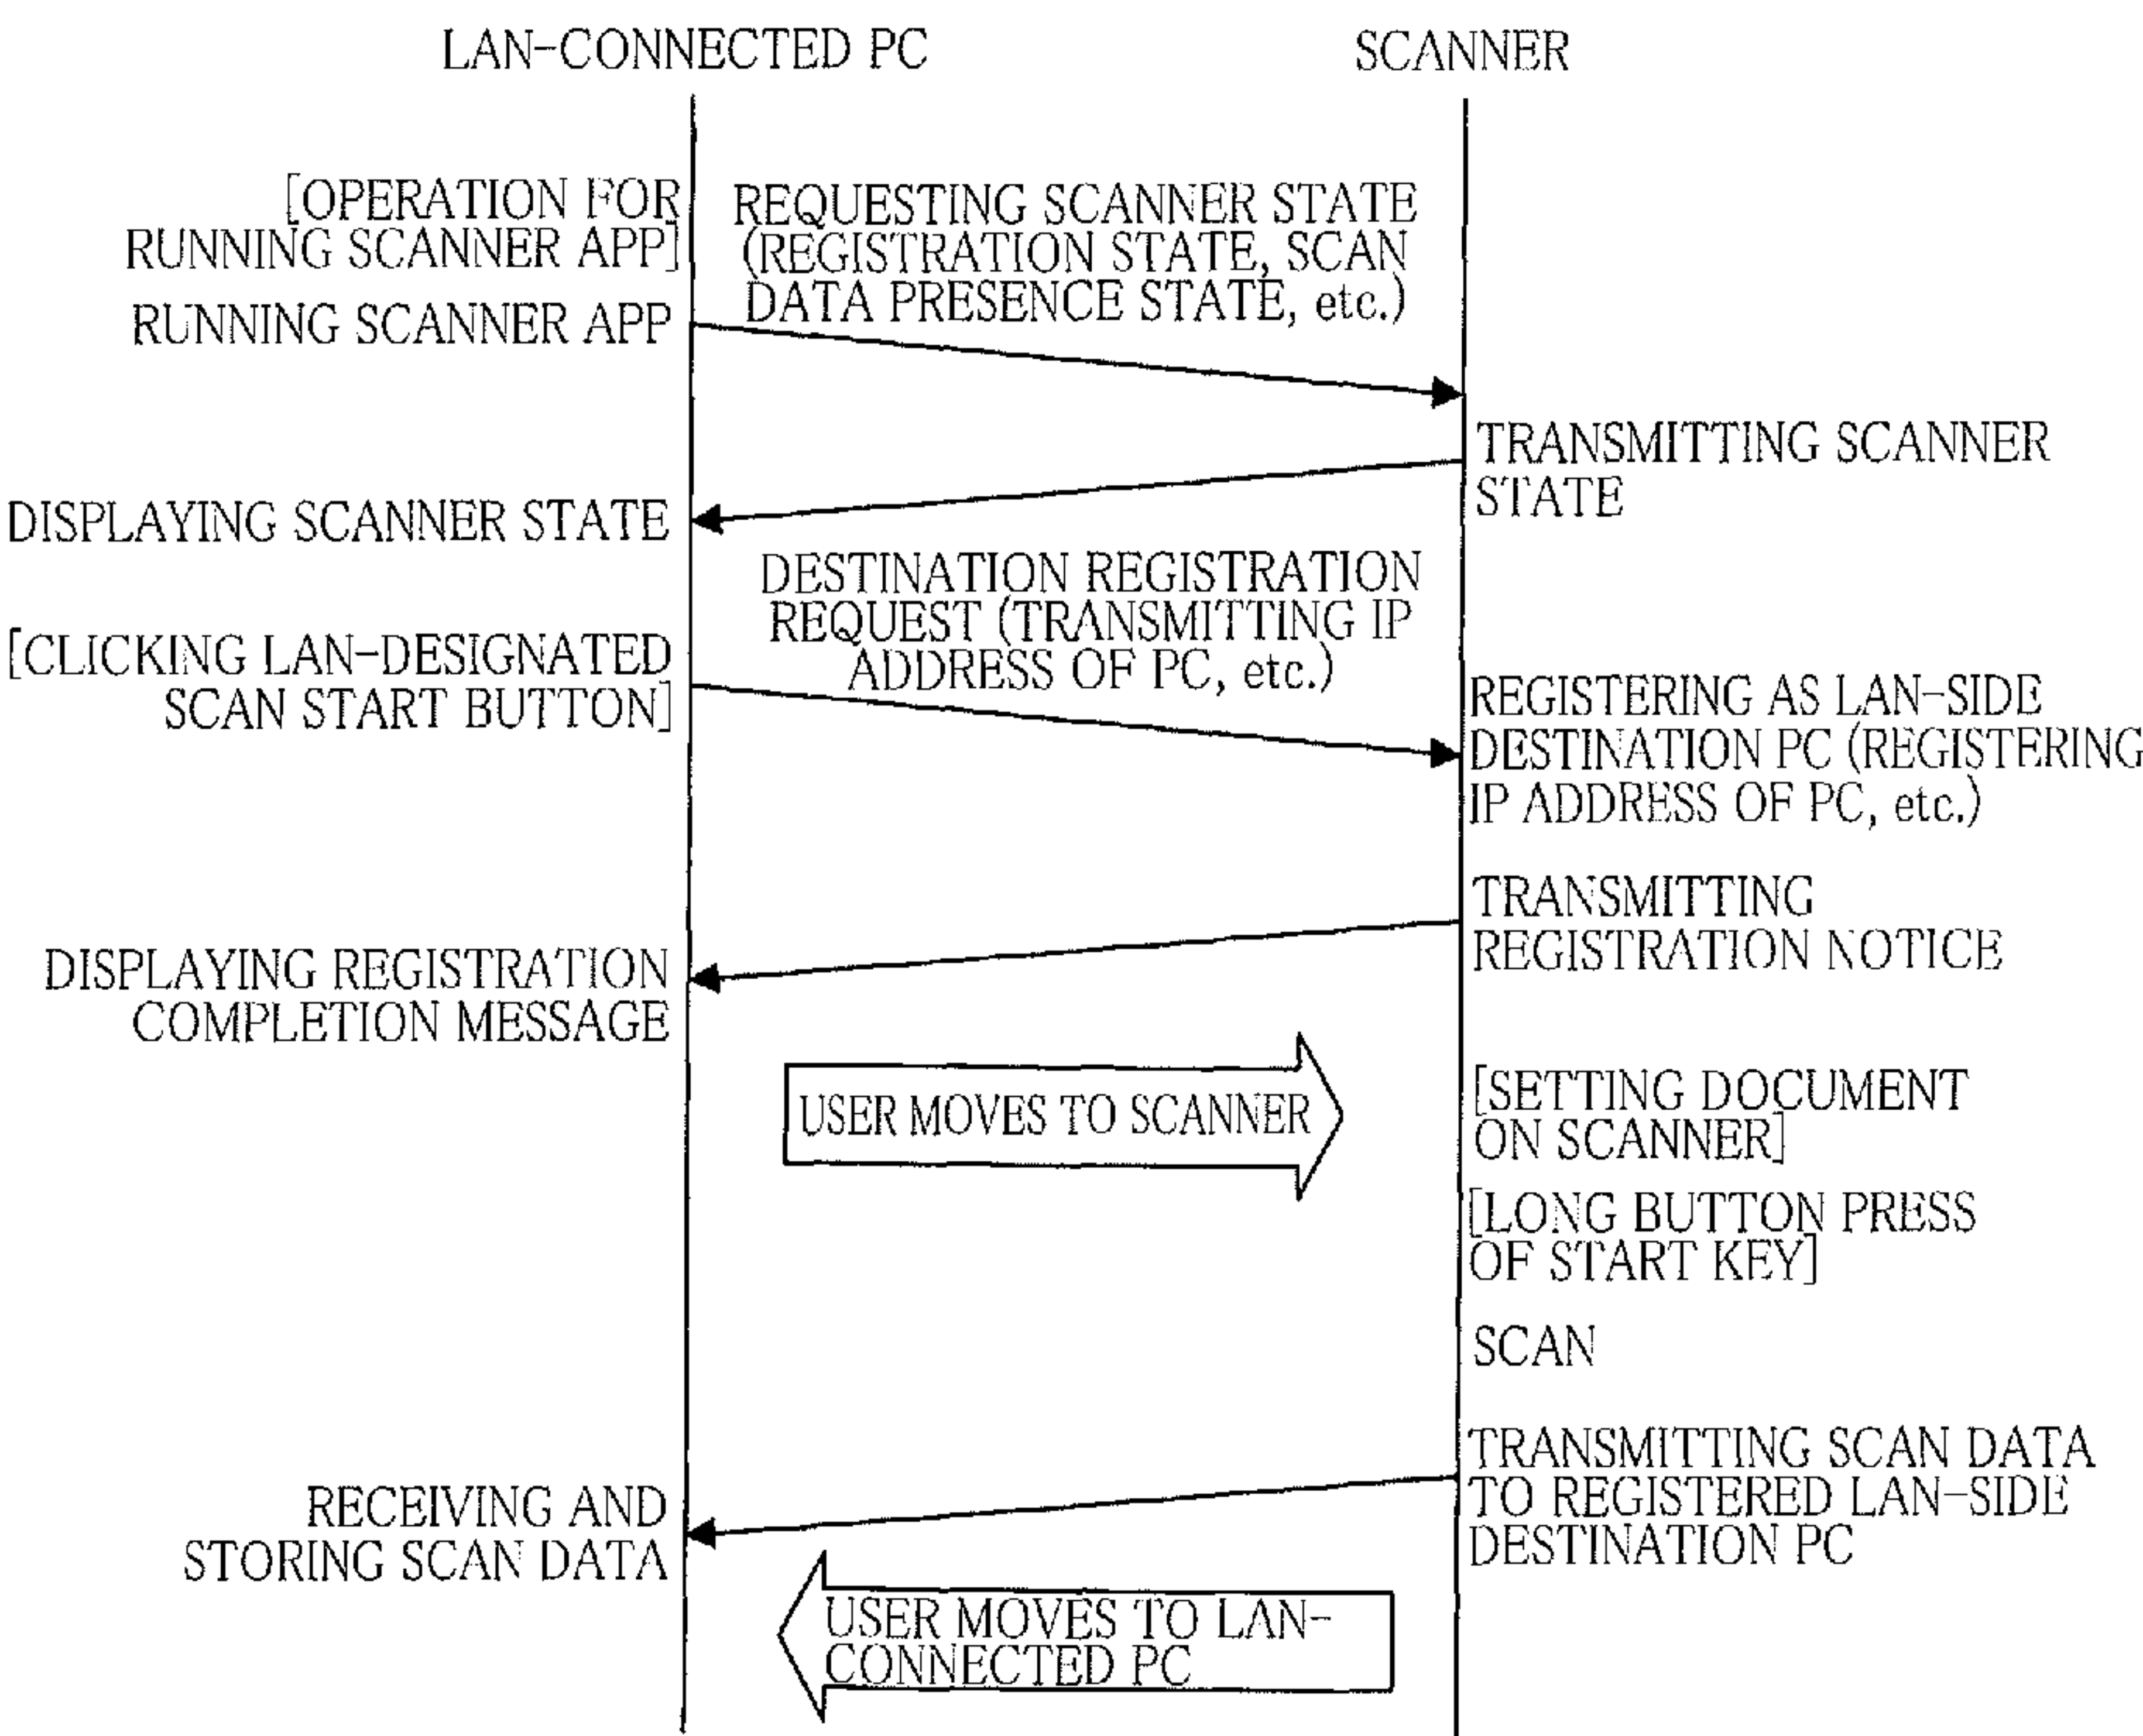 LAN-CONNECTED PC
SCANNER
[OPERATION FOR
RUNNING SCANNER APP]
RUNNING SCANNER APP
REQUESTING SCANNER STATE
(REGISTRATION STATE, SCAN
DATA PRESENCE STATE, etc.)
TRANSMITTING SCANNER
STATE
DISPLAYING SCANNER STATE
DESTINATION REGISTRATION
REQUEST (TRANSMITTING IP
ADDRESS OF PC, etc.)
[CLICKING LAN-DESIGNATED
SCAN START BUTTON]
REGISTERING AS LAN-SIDE
DESTINATION PC (REGISTERING
IP ADDRESS OF PC, etc.)
TRANSMITTING
REGISTRATION NOTICE
DISPLAYING REGISTRATION
COMPLETION MESSAGE
USER MOVES TO SCANNER
[SETTING DOCUMENT
ON SCANNER]
[LONG BUTTON PRESS
OF START KEY]
SCAN
TRANSMITTING SCAN DATA
TO REGISTERED LAN-SIDE
DESTINATION PC
RECEIVING AND
STORING SCAN DATA
USER MOVES TO LAN-
CONNECTED PC